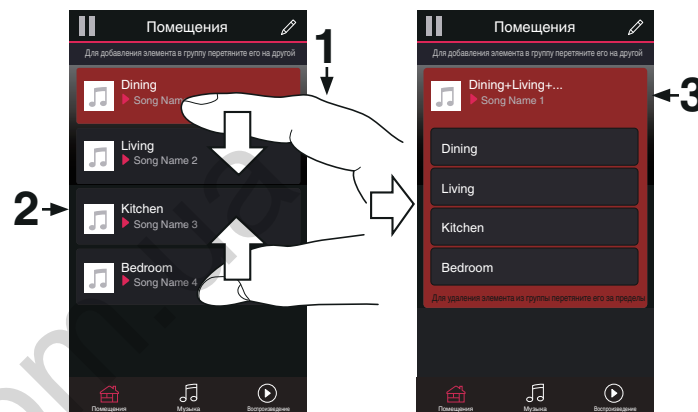 Помещения
Для добавления элемента в группу перетяните его на другой
1
Dining
Song Nam
Living
Song Name 2
2
Kitchen
Song Name 3
Bedroom
Song Name 4
Помещения
Музыка
Воспроизведение
Помещения
Для добавления элемента в группу перетяните его на другой
Dining+Living+...
Song Name 1
3
Dining
Living
Kitchen
Bedroom
Для удаления элемента из группы перетяните его за пределы
Помещения
Музыка
Воспроизведение
om.ua